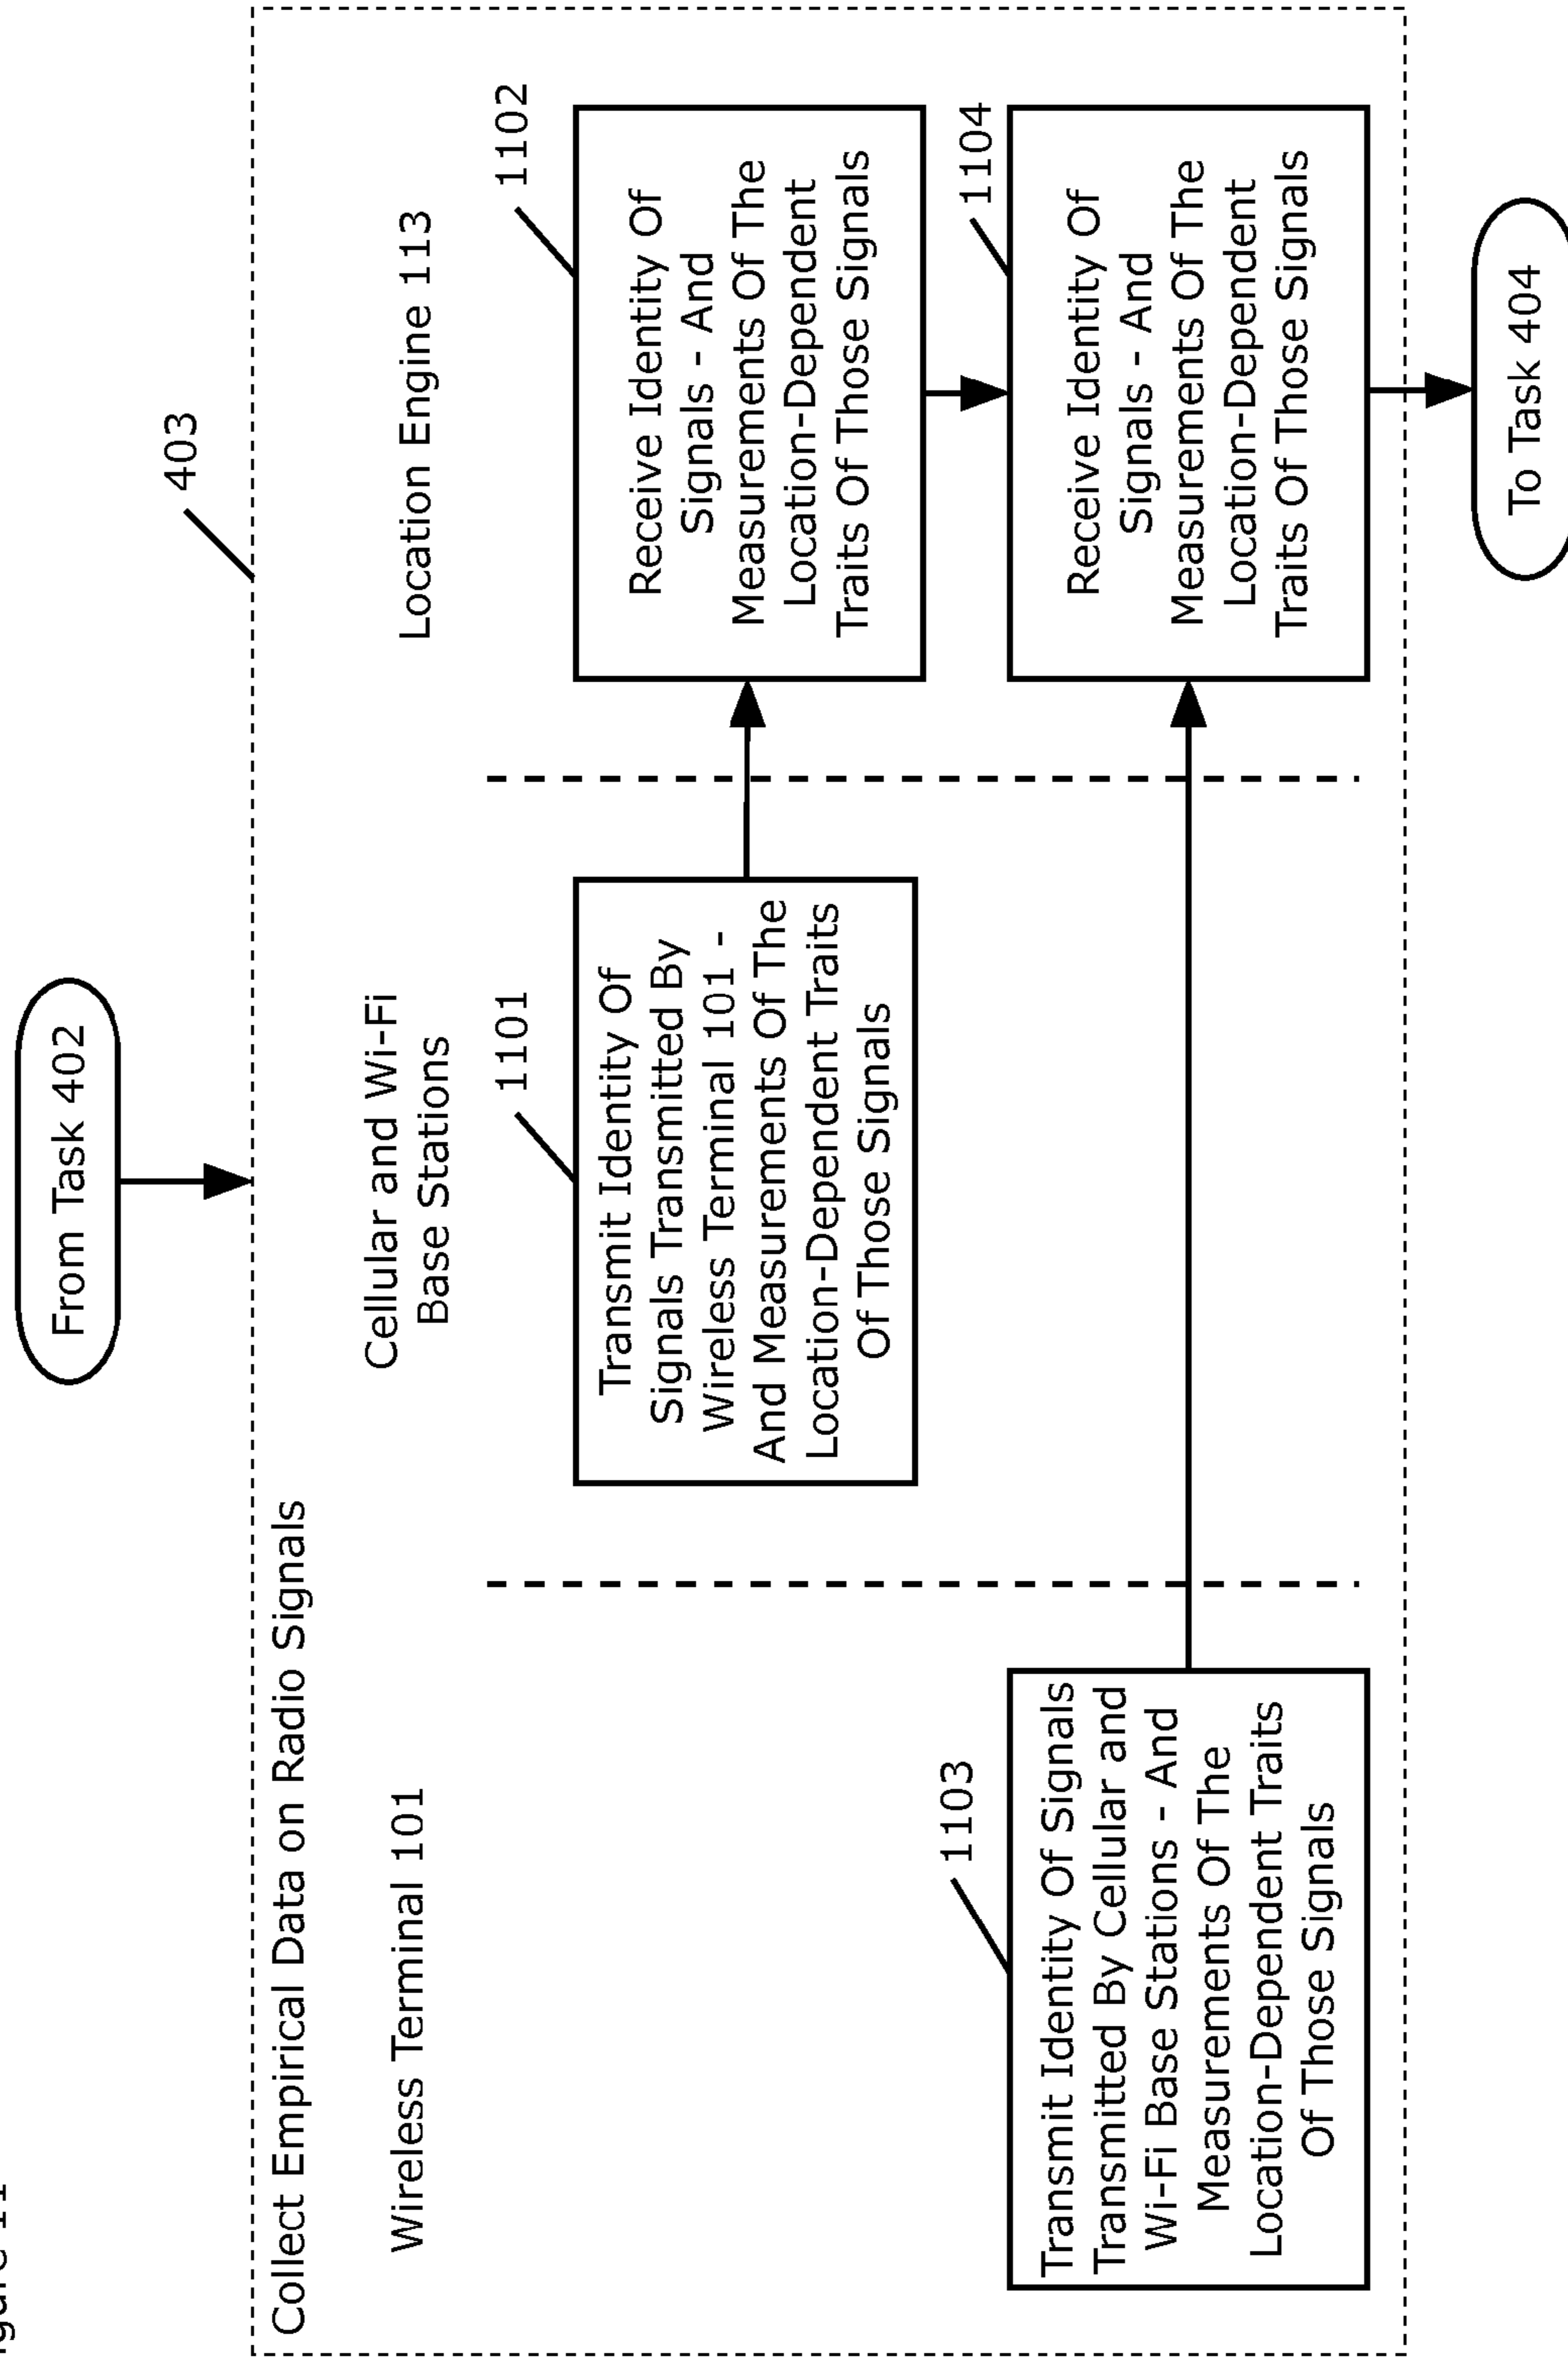 From Task 402
403
Collect Empirical Data on Radio Signals
Wireless Terminal 101
Cellular and Wi-Fi
Base Stations
Location Engine 113
1101
Transmit Identity Of
Signals Transmitted By
Wireless Terminal 101 -
And Measurements Of The
Location-Dependent Traits
Of Those Signals
1102
Receive Identity Of
Signals - And
Measurements Of The
Location-Dependent
Traits Of Those Signals
1103
Transmit Identity Of Signals
Transmitted By Cellular and
Wi-Fi Base Stations - And
Measurements Of The
Location-Dependent Traits
Of Those Signals
1104
Receive Identity Of
Signals - And
Measurements Of The
Location-Dependent
Traits Of Those Signals
To Task 404